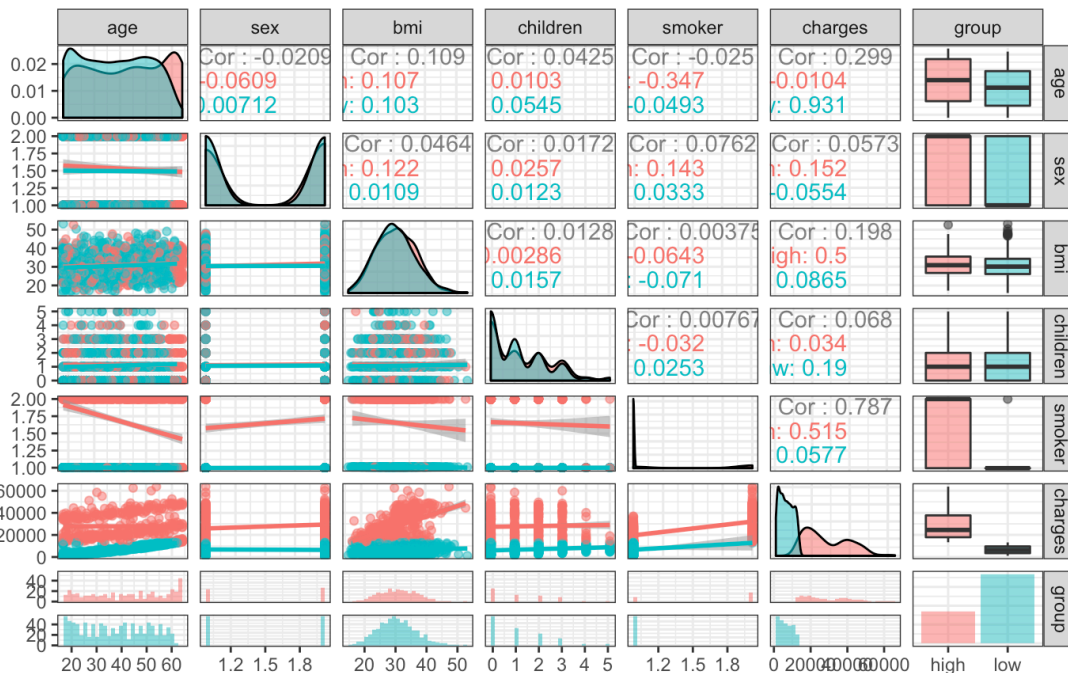 age sex bmi children smoker charges group
Cor : -0.0209 Cor : 0.109 Cor : 0.0425 Cor : -0.025 Cor : 0.299
-0.0609 n: 0.107 0.0103 : -0.347 -0.0104
0.00712 w: 0.103 0.0545 -0.0493 w: 0.931
0.02
0.01
0.00
age
Cor : 0.0464 Cor : 0.0172 Cor : 0.0762 Cor : 0.0573
n: 0.122 0.0257 n: 0.143 n: 0.152
0.0109 0.0123 0.0333 -0.0554
2.00
1.75
1.50
1.25
1.00
sex
Cor : 0.0128 Cor : 0.00375 Cor : 0.198
0.00286 -0.0643 igh: 0.5
0.0157 : -0.071 0.0865
50
40
30
20
bmi
Cor : 0.00767 Cor : 0.068
: -0.032 n: 0.034
0.0253 w: 0.19
5
4
3
2
1
0
children
Cor : 0.787
n: 0.515
0.0577
2.00
1.75
1.50
1.25
1.00
smoker
60000
40000
20000
0
charges
40
20
0
40
20
0
group
20 30 40 50 60 1.2 1.5 1.8 20 30 40 50 0 1 2 3 4 5 1.2 1.5 1.8 0 20000 40000 60000 high low